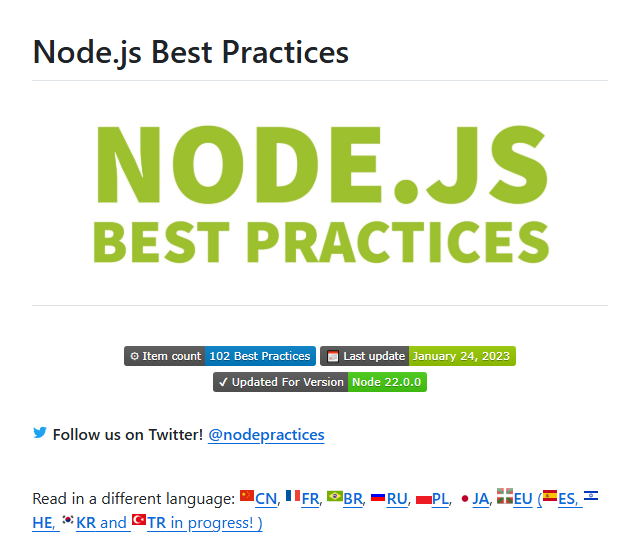 Node.js Best Practices
NODE.JS
BEST PRACTICES
Item count 102 Best Practices Last update January 24, 2023
✓ Updated For Version Node 22.0.0
Follow us on Twitter! @nodepractices
Read in a different language: CN, FR, BR, RU, PL, JA, EU (ES,
HE, KR and TR in progress! )